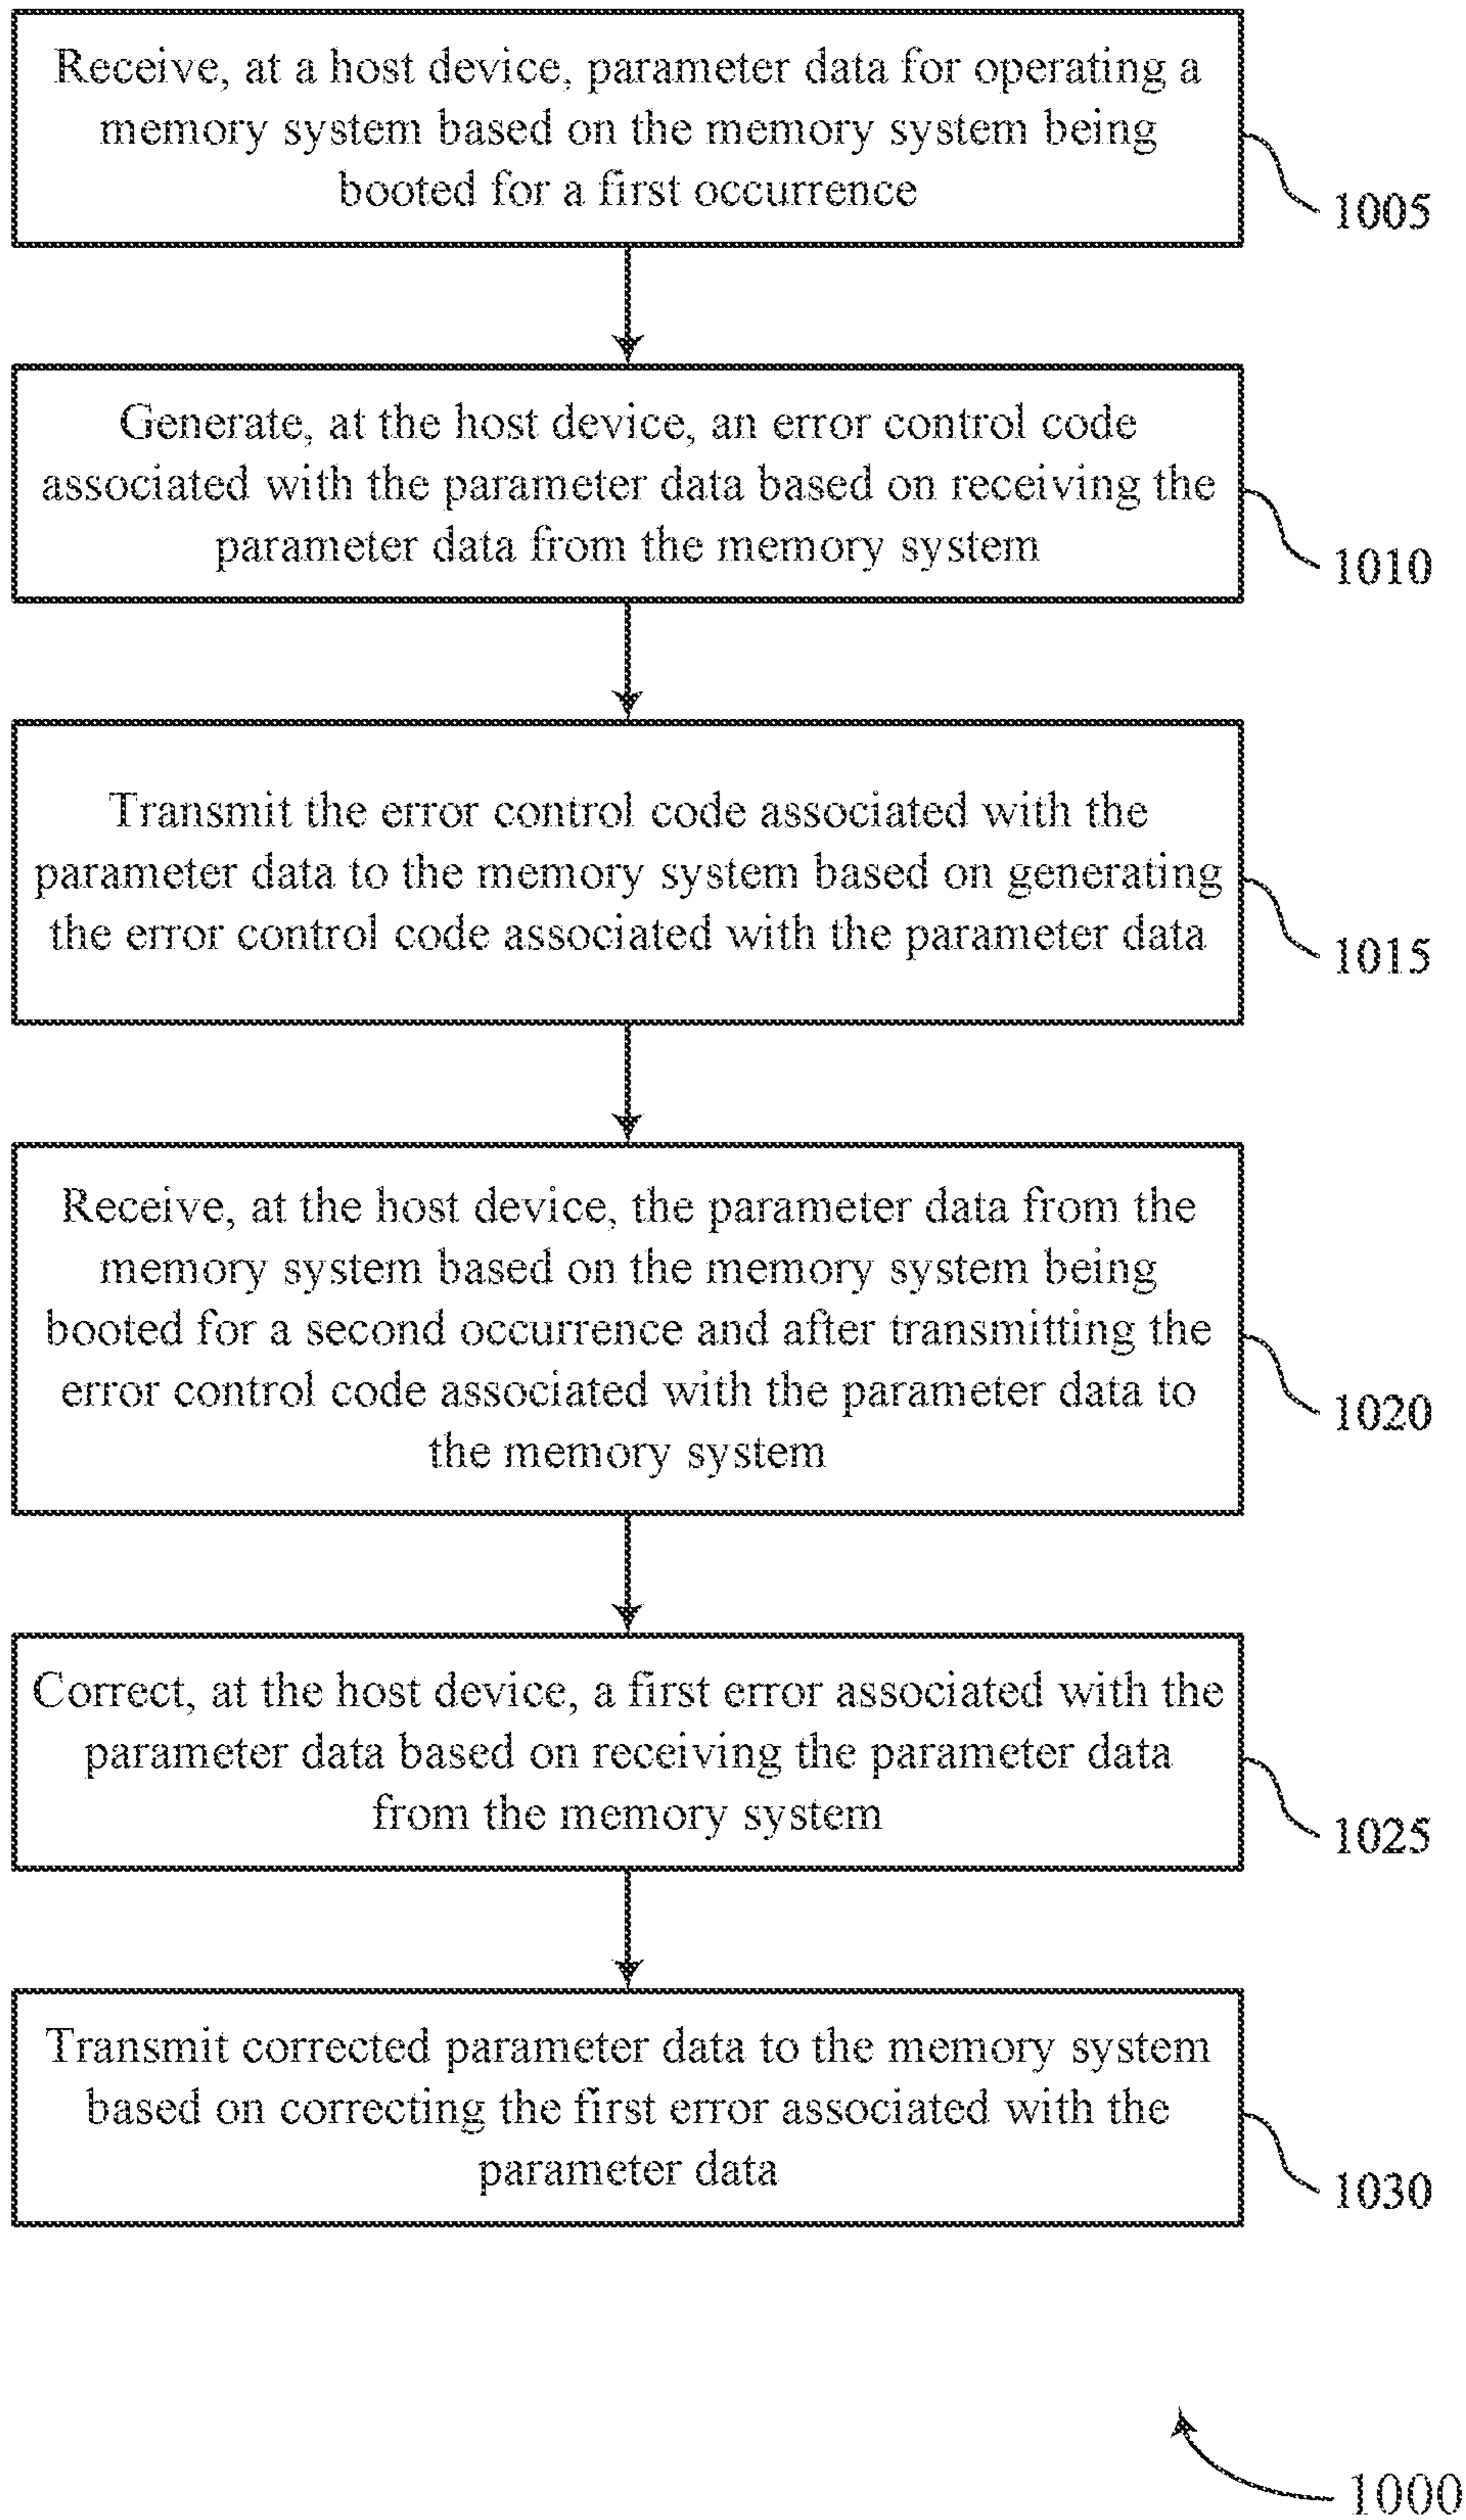 Receive, at a host device, parameter data for operating a
memory system based on the memory system being
booted for a first occurrence
1005
Generate, at the host device, an error control code
associated with the parameter data based on receiving the
parameter data from the memory system
1010
Transmit the error control code associated with the
parameter data to the memory system based on generating
the error control code associated with the parameter data
1015
Receive, at the host device, the parameter data from the
memory system based on the memory system being
booted for a second occurrence and after transmitting the
error control code associated with the parameter data to
the memory system
1020
Correct, at the host device, a first error associated with the
parameter data based on receiving the parameter data
from the memory system
1025
Transmit corrected parameter data to the memory system
based on correcting the first error associated with the
parameter data
1030
1000